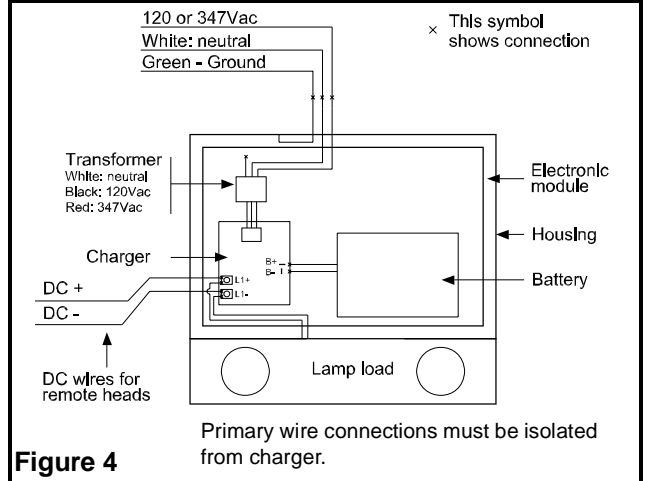 120 or 347Vac
White: neutral
Green - Ground
× This symbol
shows connection
Transformer
White: neutral
Black: 120Vac
Red: 347Vac
Electronic
module
Housing
Charger
B+
B-
Battery
L1+
L1-
DC +
DC -
DC wires for
remote heads
Lamp load
Primary wire connections must be isolated
from charger.
Figure 4